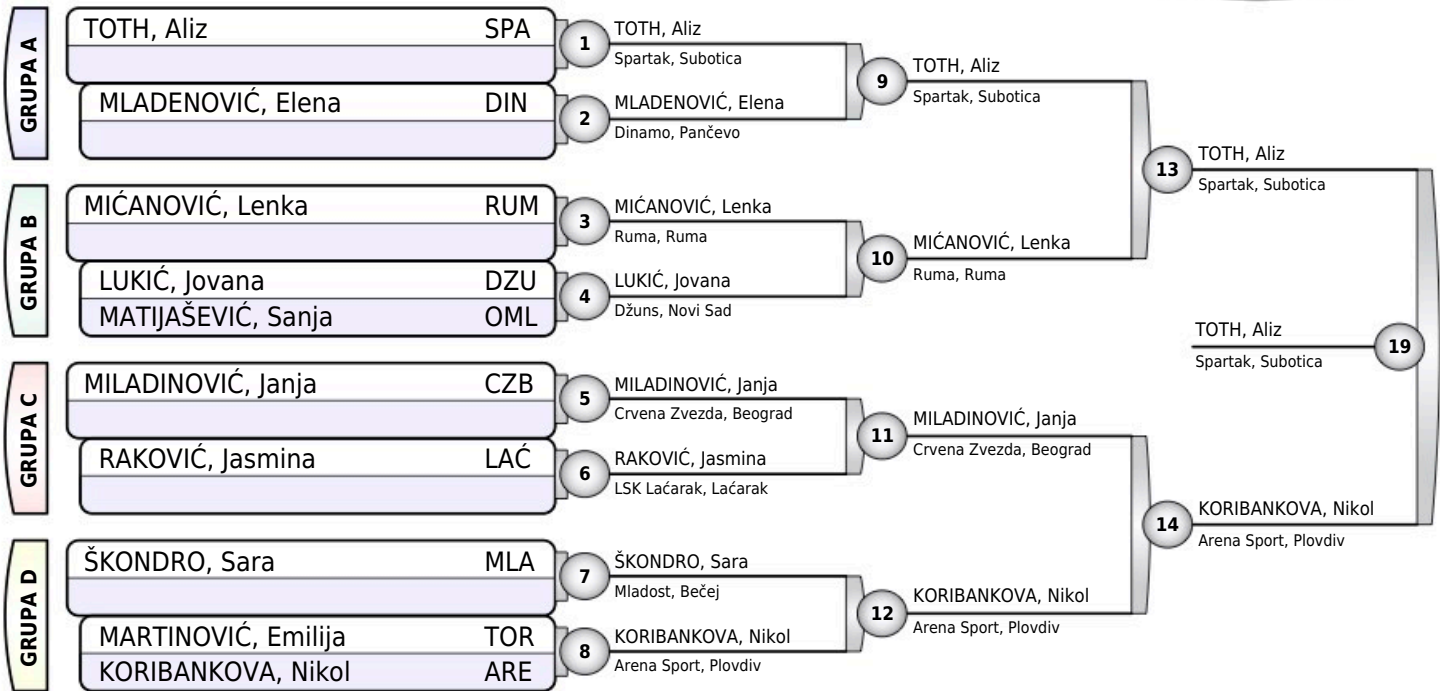 GRUPA A
TOTH, Aliz SPA
MLADENOVIĆ, Elena DIN
GRUPA B
MIĆANOVIĆ, Lenka RUM
LUKIĆ, Jovana DZU
MATIJAŠEVIĆ, Sanja OML
GRUPA C
MILADINOVIĆ, Janja CZB
RAKOVIĆ, Jasmina LAĆ
GRUPA D
ŠKONDRO, Sara MLA
MARTINOVIĆ, Emilija TOR
KORIBANKOVA, Nikol ARE
1 TOTH, Aliz
Spartak, Subotica
2 MLADENOVIĆ, Elena
Dinamo, Pančevo
3 MIĆANOVIĆ, Lenka
Ruma, Ruma
4 LUKIĆ, Jovana
Džuns, Novi Sad
5 MILADINOVIĆ, Janja
Crvena Zvezda, Beograd
6 RAKOVIĆ, Jasmina
LSK Laćarak, Laćarak
7 ŠKONDRO, Sara
Mladost, Bečej
8 KORIBANKOVA, Nikol
Arena Sport, Plovdiv
9 TOTH, Aliz
Spartak, Subotica
10 MIĆANOVIĆ, Lenka
Ruma, Ruma
11 MILADINOVIĆ, Janja
Crvena Zvezda, Beograd
12 KORIBANKOVA, Nikol
Arena Sport, Plovdiv
13 TOTH, Aliz
Spartak, Subotica
14 KORIBANKOVA, Nikol
Arena Sport, Plovdiv
TOTH, Aliz 19
Spartak, Subotica